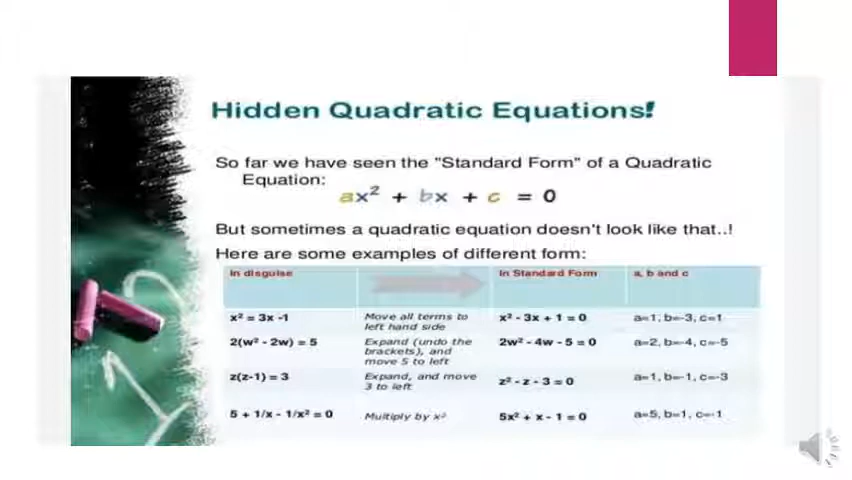 Hidden Quadratic Equations!
So far we have seen the "Standard Form" of a Quadratic
Equation:
ax² + bx + c = 0
But sometimes a quadratic equation doesn't look like that..!
Here are some examples of different form:
In disguise In Standard Form a, b and c
x² = 3x -1 Move all terms to left hand side x² - 3x + 1 = 0 a=1, b=-3, c=1
2(w² - 2w) = 5 Expand (undo the brackets), and move 5 to left 2w² - 4w - 5 = 0 a=2, b=-4, c=-5
z(z-1) = 3 Expand, and move 3 to left z² - z - 3 = 0 a=1, b=-1, c=-3
5 + 1/x - 1/x² = 0 Multiply by x² 5x² + x - 1 = 0 a=5, b=1, c=-1